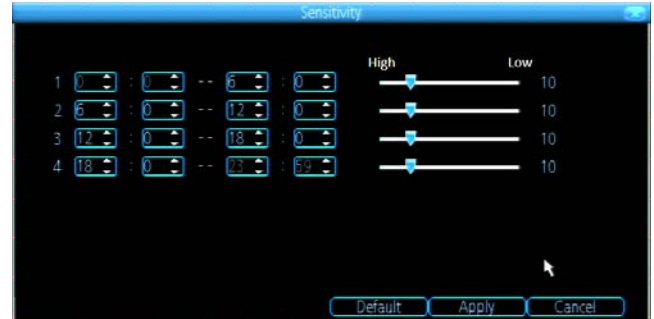 Sensitivity
High Low
1 0 : 0 -- 6 : 0 10
2 6 : 0 -- 12 : 0 10
3 12 : 0 -- 18 : 0 10
4 18 : 0 -- 23 : 59 10
Default Apply Cancel